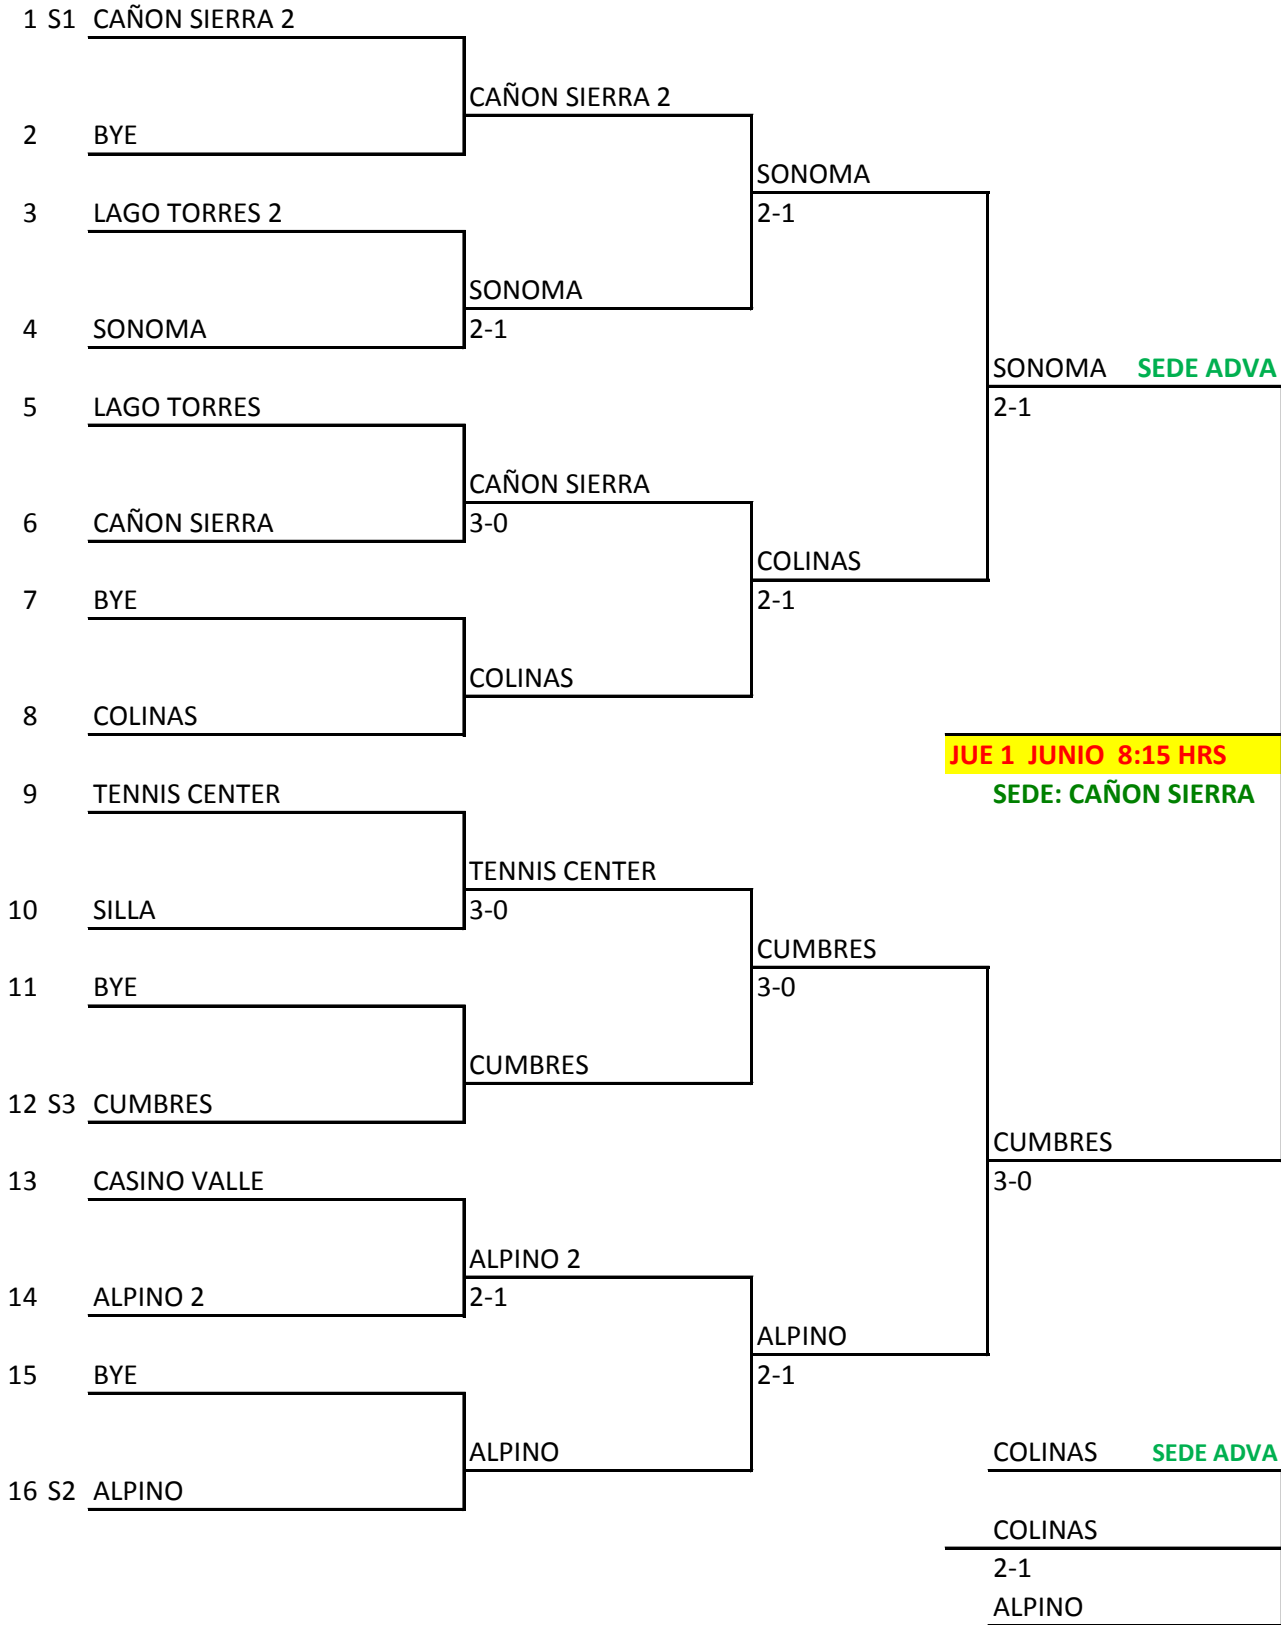 1 S1 CAÑON SIERRA 2
CAÑON SIERRA 2
2 BYE
SONOMA
3 LAGO TORRES 2
2-1
SONOMA
4 SONOMA
2-1
SONOMA SEDE ADVA
5 LAGO TORRES
2-1
CAÑON SIERRA
6 CAÑON SIERRA
3-0
COLINAS
7 BYE
2-1
COLINAS
8 COLINAS
JUE 1 JUNIO 8:15 HRS
9 TENNIS CENTER
SEDE: CAÑON SIERRA
TENNIS CENTER
10 SILLA
3-0
CUMBRES
11 BYE
3-0
CUMBRES
12 S3 CUMBRES
CUMBRES
13 CASINO VALLE
3-0
ALPINO 2
14 ALPINO 2
2-1
ALPINO
15 BYE
2-1
ALPINO
COLINAS SEDE ADVA
16 S2 ALPINO
COLINAS
2-1
ALPINO